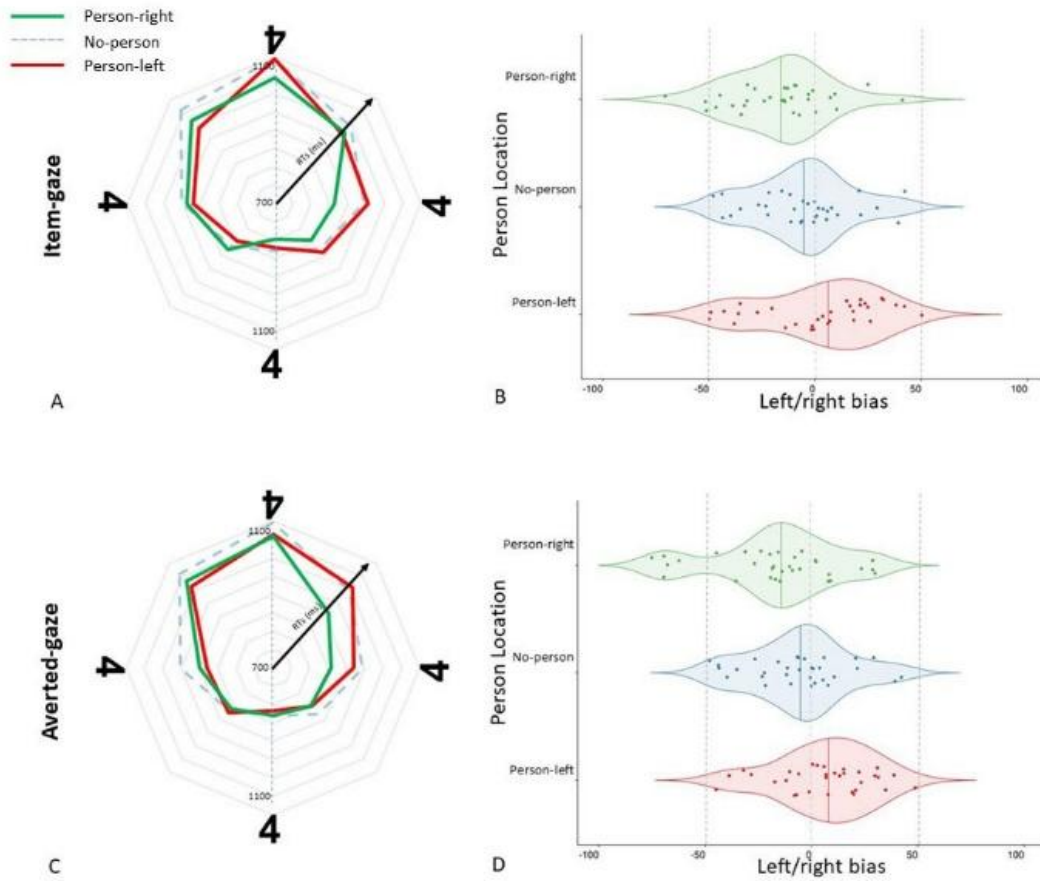 Person-right
No-person
Person-left
4
1100
RTs (ms)
4
700
4
1100
4
Item-gaze
A
Person Location
Person-right
No-person
Person-left
-100
-50
0
50
100
Left/right bias
B
4
1100
RTs (ms)
4
700
4
1100
4
Averted-gaze
C
Person Location
Person-right
No-person
Person-left
-100
-50
0
50
100
Left/right bias
D